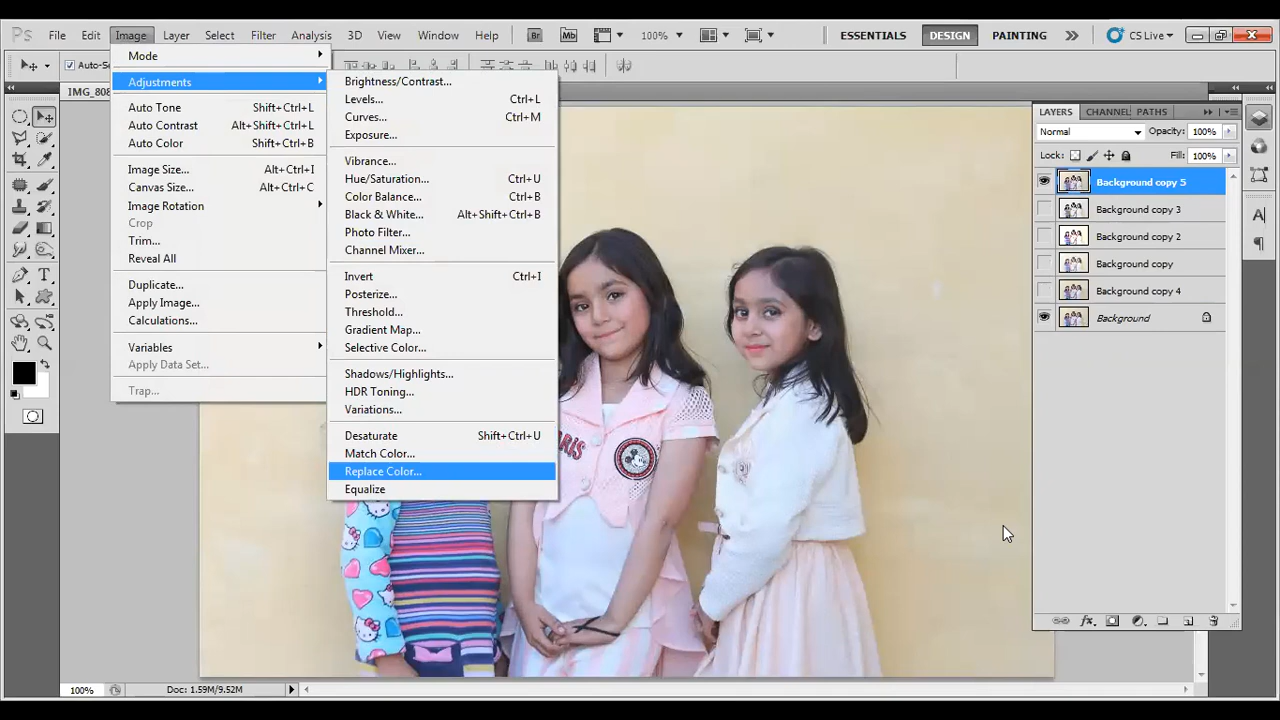 Ps File Edit Image Layer Select Filter Analysis 3D View Window Help Br Mb 100% ESSENTIALS DESIGN PAINTING CS Live
Auto-Se
IMG_808
Mode
Adjustments
Auto Tone Shift+Ctrl+L
Auto Contrast Alt+Shift+Ctrl+L
Auto Color Shift+Ctrl+B
Image Size... Alt+Ctrl+I
Canvas Size... Alt+Ctrl+C
Image Rotation
Crop
Trim...
Reveal All
Duplicate...
Apply Image...
Calculations...
Variables
Apply Data Set...
Trap...
Brightness/Contrast...
Levels... Ctrl+L
Curves... Ctrl+M
Exposure...
Vibrance...
Hue/Saturation... Ctrl+U
Color Balance... Ctrl+B
Black & White... Alt+Shift+Ctrl+B
Photo Filter...
Channel Mixer...
Invert Ctrl+I
Posterize...
Threshold...
Gradient Map...
Selective Color...
Shadows/Highlights...
HDR Toning...
Variations...
Desaturate Shift+Ctrl+U
Match Color...
Replace Color...
Equalize
LAYERS CHANNEL PATHS
Normal Opacity: 100%
Lock: Fill: 100%
Background copy 5
Background copy 3
Background copy 2
Background copy
Background copy 4
Background
ARIS
100% Doc: 1.59M/9.52M